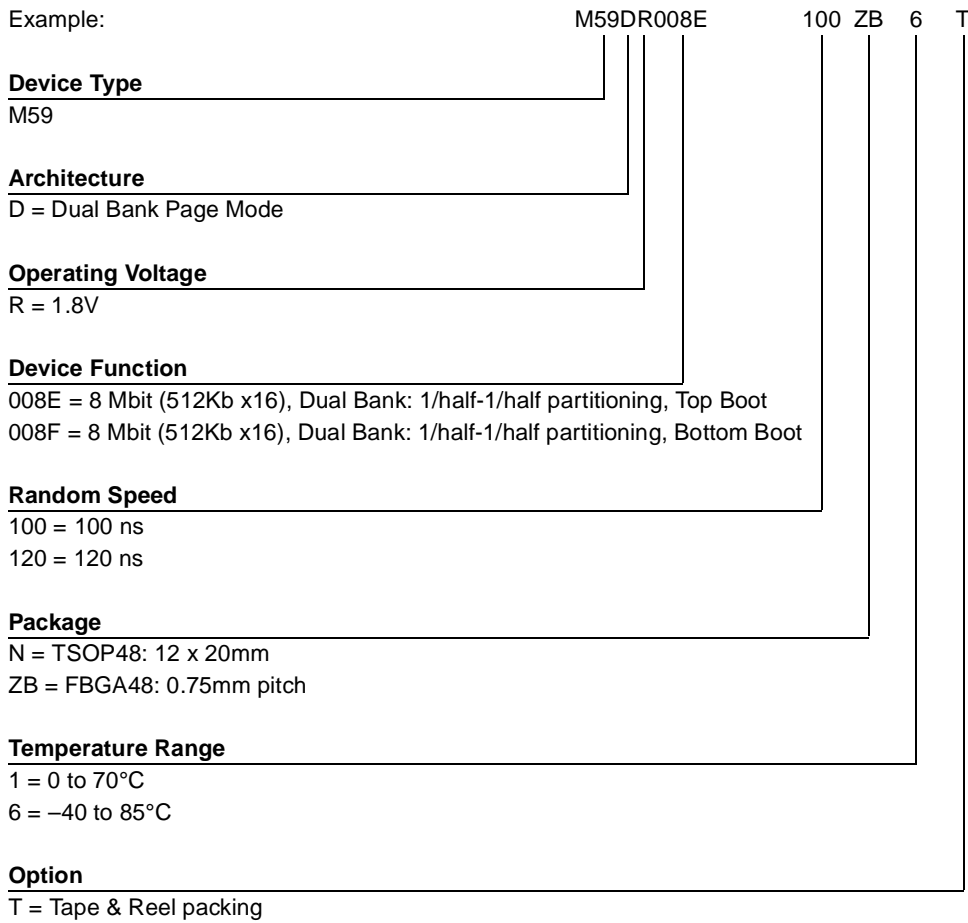 Example: M59DR008E 100 ZB 6 T
Device Type
M59
Architecture
D = Dual Bank Page Mode
Operating Voltage
R = 1.8V
Device Function
008E = 8 Mbit (512Kb x16), Dual Bank: 1/half-1/half partitioning, Top Boot
008F = 8 Mbit (512Kb x16), Dual Bank: 1/half-1/half partitioning, Bottom Boot
Random Speed
100 = 100 ns
120 = 120 ns
Package
N = TSOP48: 12 x 20mm
ZB = FBGA48: 0.75mm pitch
Temperature Range
1 = 0 to 70°C
6 = –40 to 85°C
Option
T = Tape & Reel packing